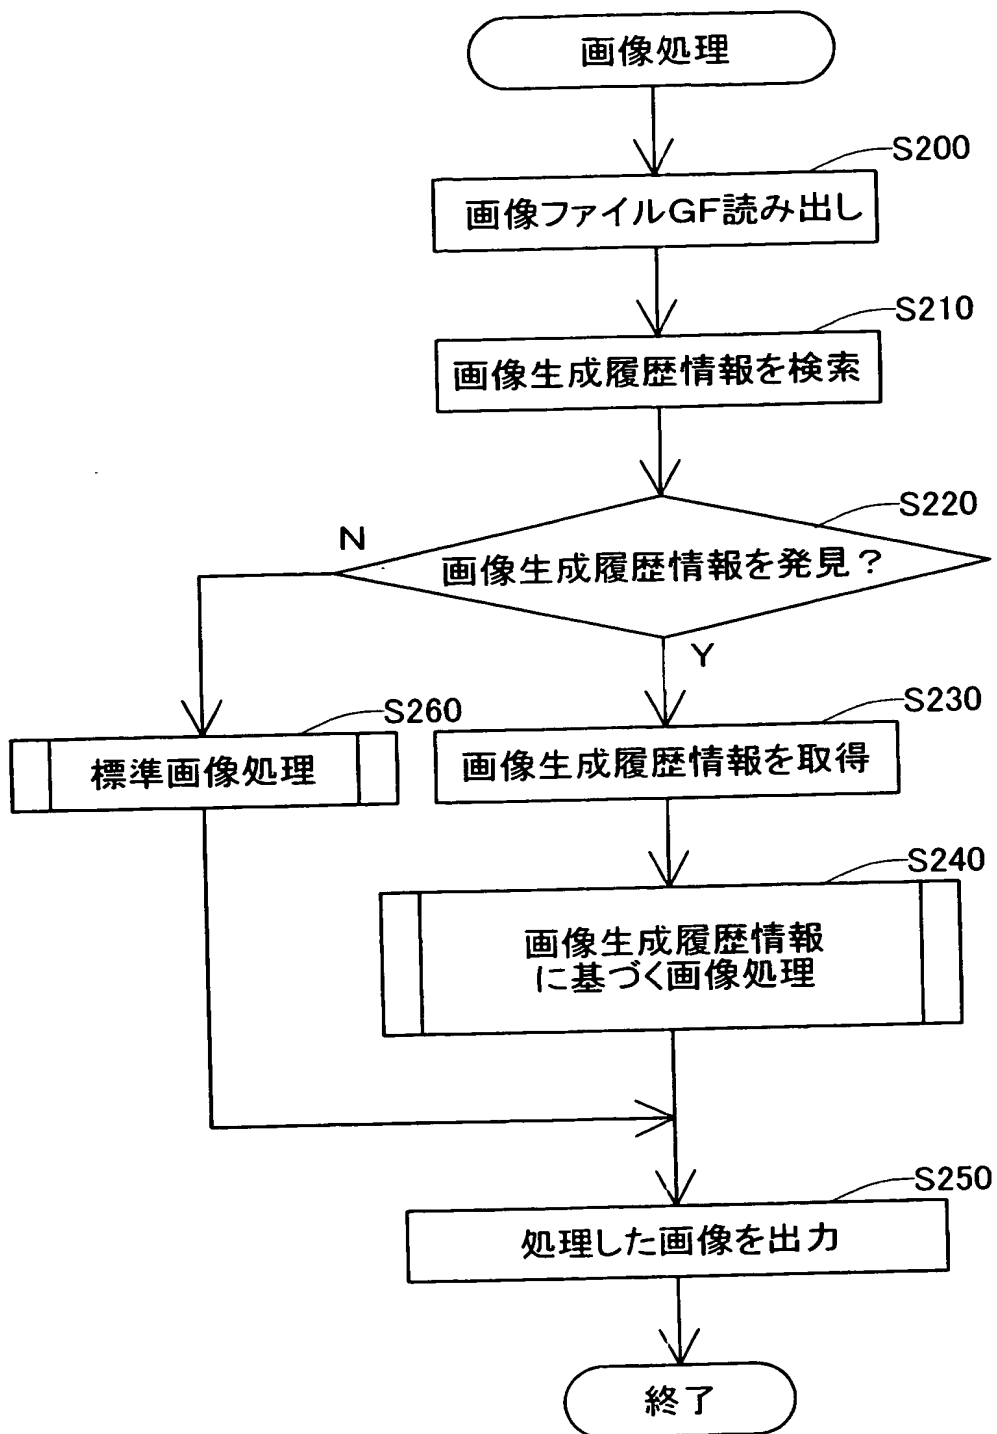 画像処理
S200
画像ファイルGF読み出し
S210
画像生成履歴情報を検索
S220
N
画像生成履歴情報を発見？
Y
S260
標準画像処理
S230
画像生成履歴情報を取得
S240
画像生成履歴情報
に基づく画像処理
S250
処理した画像を出力
終了